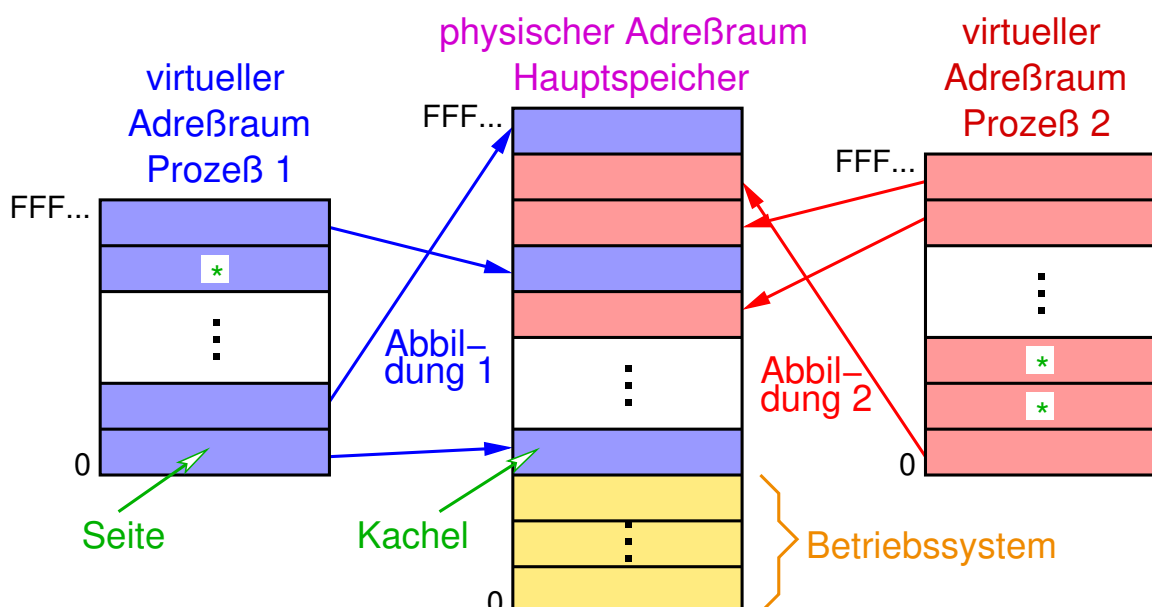 physischer Adreßraum
Hauptspeicher
virtueller
Adreßraum
Prozeß 1
virtueller
Adreßraum
Prozeß 2
FFF...
FFF...
FFF...
*
Abbil–
dung 1
Abbil–
dung 2
*
*
0
0
Seite
Kachel
Betriebssystem
0